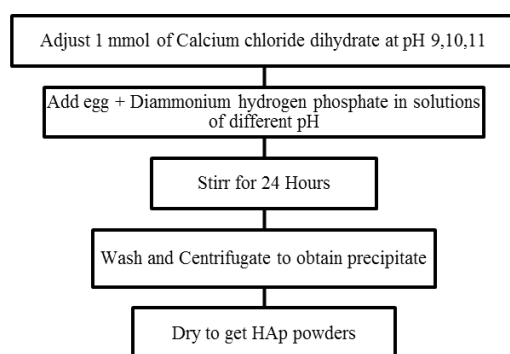 Adjust 1 mmol of Calcium chloride dihydrate at pH 9,10,11
Add egg + Diammonium hydrogen phosphate in solutions
of different pH
Stirr for 24 Hours
Wash and Centrifugate to obtain precipitate
Dry to get HAp powders